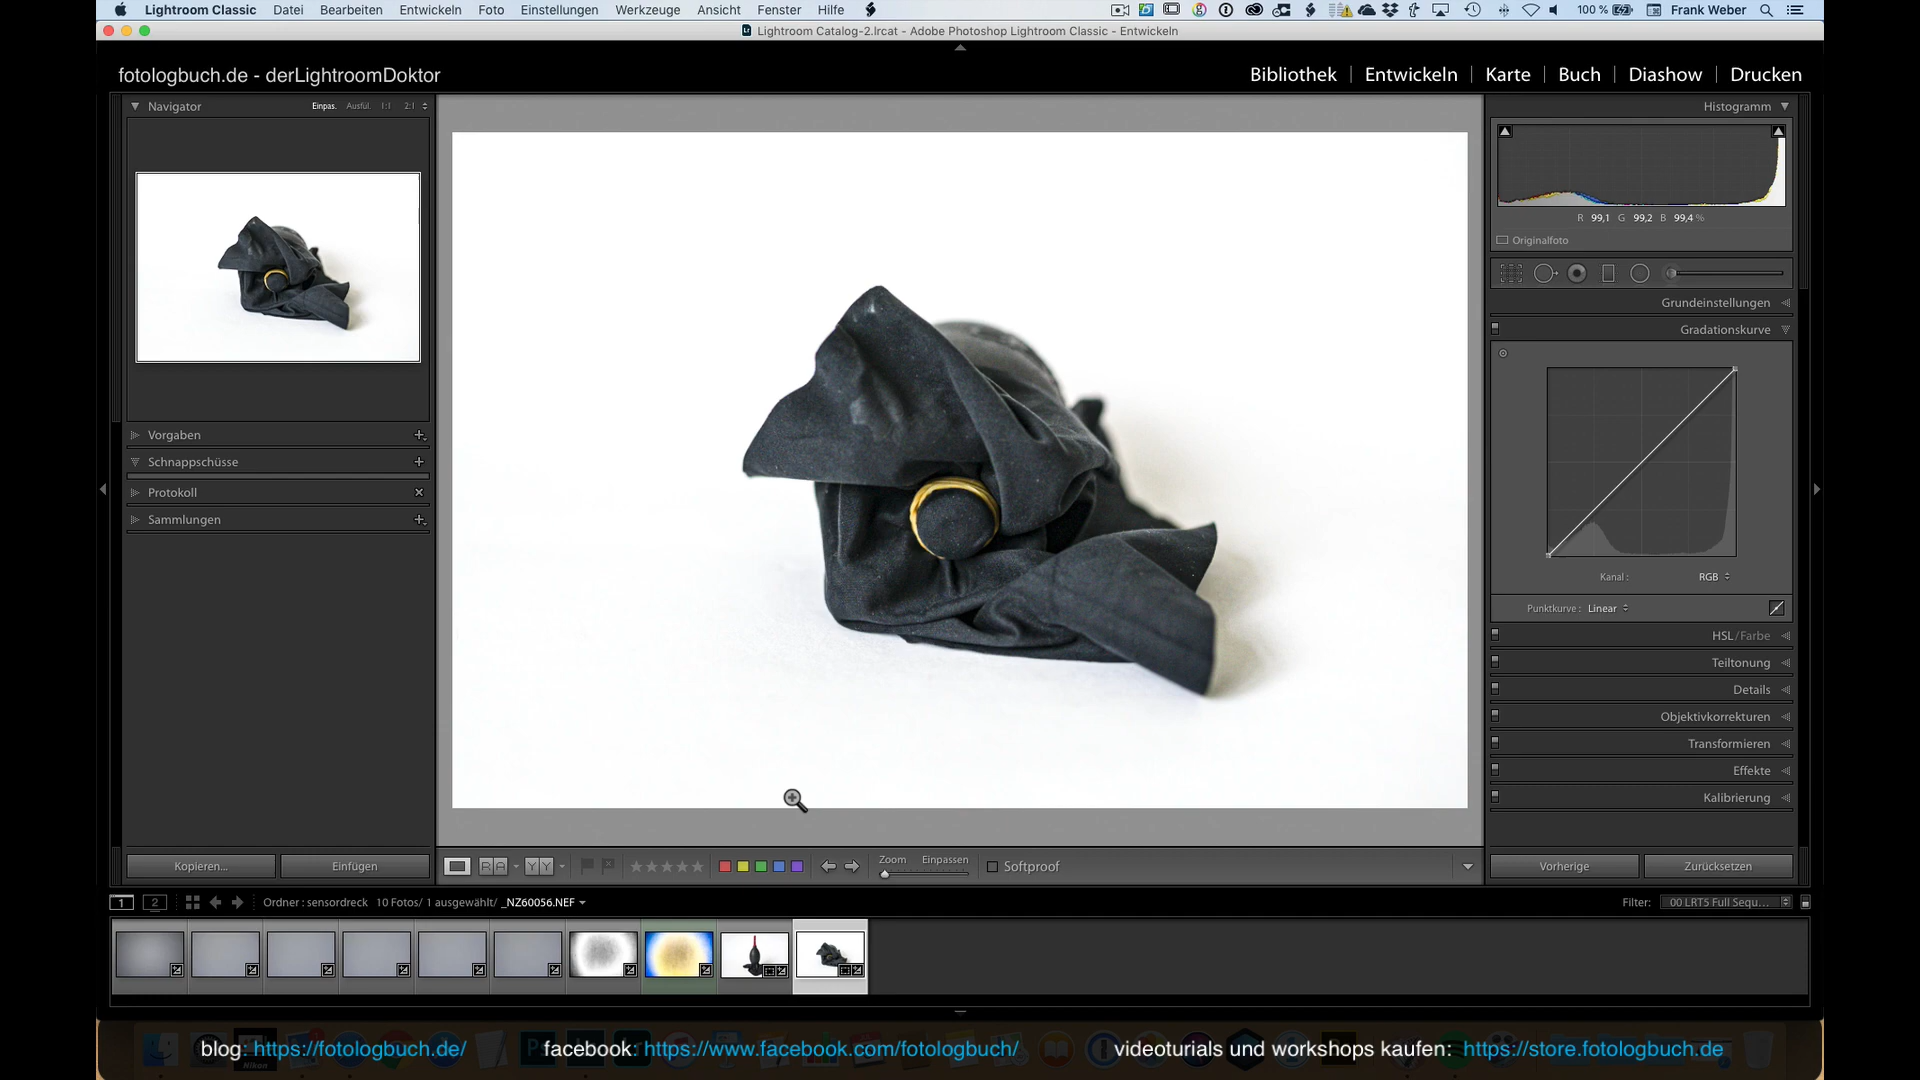 Lightroom Classic Datei Bearbeiten Entwickeln Foto Einstellungen Werkzeuge Ansicht Fenster Hilfe 100 % Frank Weber
Lightroom Catalog-2.lrcat - Adobe Photoshop Lightroom Classic - Entwickeln
fotologbuch.de - derLightroomDoktor
Bibliothek | Entwickeln | Karte | Buch | Diashow | Drucken
Navigator Einpas. Ausfül. 1:1 2:1
Histogramm
R 99,1 G 99,2 B 99,4 %
Originalfoto
Grundeinstellungen
Gradationskurve
Vorgaben
Schnappschüsse
Protokoll
Sammlungen
Kanal : RGB
Punktkurve : Linear
HSL / Farbe
Teiltonung
Details
Objektivkorrekturen
Transformieren
Effekte
Kalibrierung
Kopieren... Einfügen
R A Y Y
Zoom Einpassen
Softproof
Vorherige Zurücksetzen
1 2 Ordner : sensordreck 10 Fotos/ 1 ausgewählt/ _NZ60056.NEF
Filter: 00 LRT5 Full Sequ...
blog: https://fotologbuch.de/ facebook: https://www.facebook.com/fotologbuch/ videoturials und workshops kaufen: https://store.fotologbuch.de